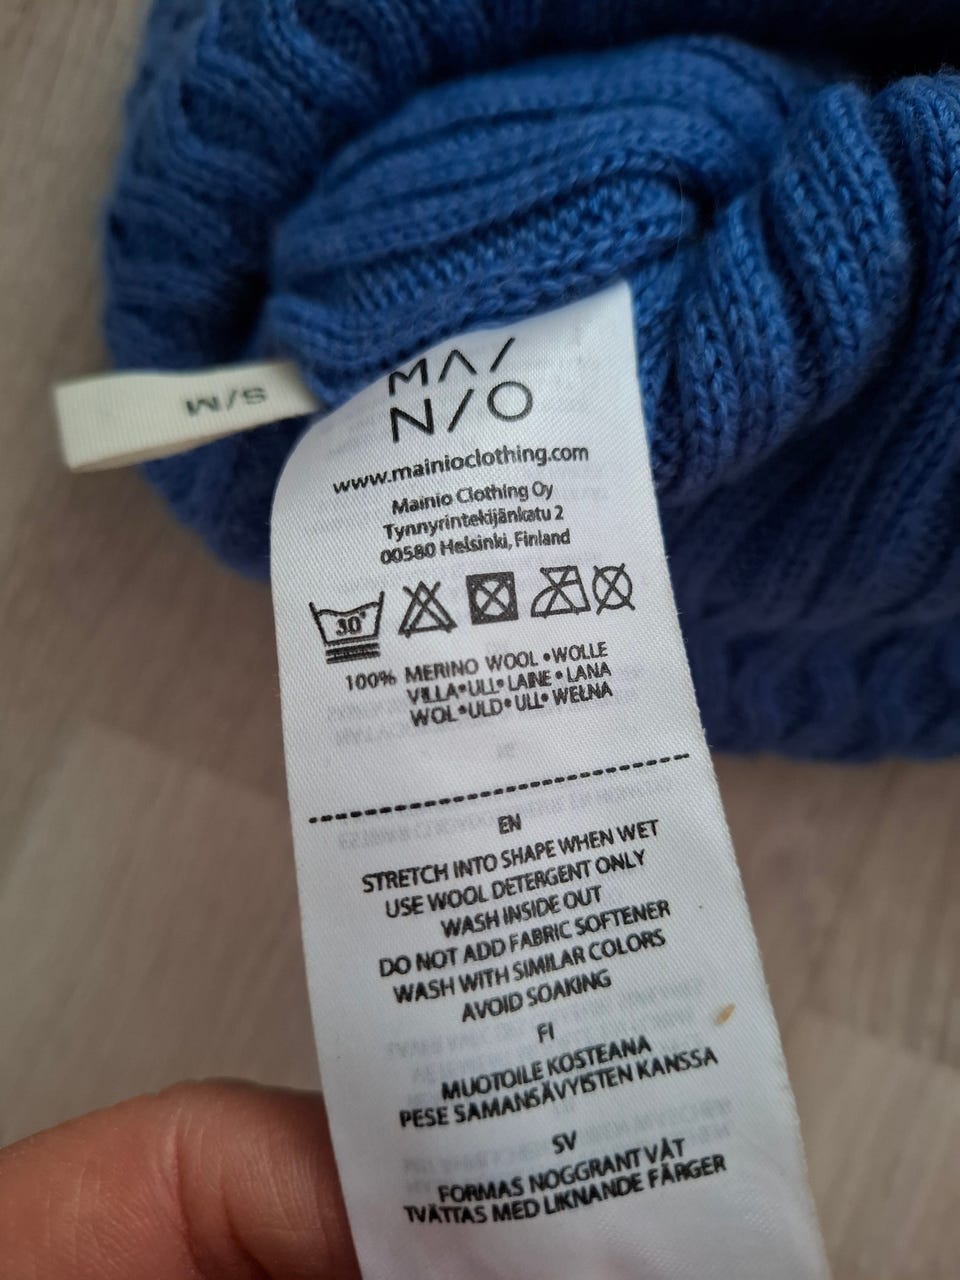 MAI
NIO
S/M
www.mainioclothing.com
Mainio Clothing Oy
Tynnyrintekijänkatu 2
00580 Helsinki, Finland
30°
100% MERINO WOOL • WOLLE
VILLA • ULL • LAINE • LANA
WOL • ULD • ULL • WEŁNA
EN
STRETCH INTO SHAPE WHEN WET
USE WOOL DETERGENT ONLY
WASH INSIDE OUT
DO NOT ADD FABRIC SOFTENER
WASH WITH SIMILAR COLORS
AVOID SOAKING
FI
MUOTOILE KOSTEANA
PESE SAMANSÄVYISTEN KANSSA
SV
FORMAS NOGGRANT VÅT
TVÄTTAS MED LIKNANDE FÄRGER